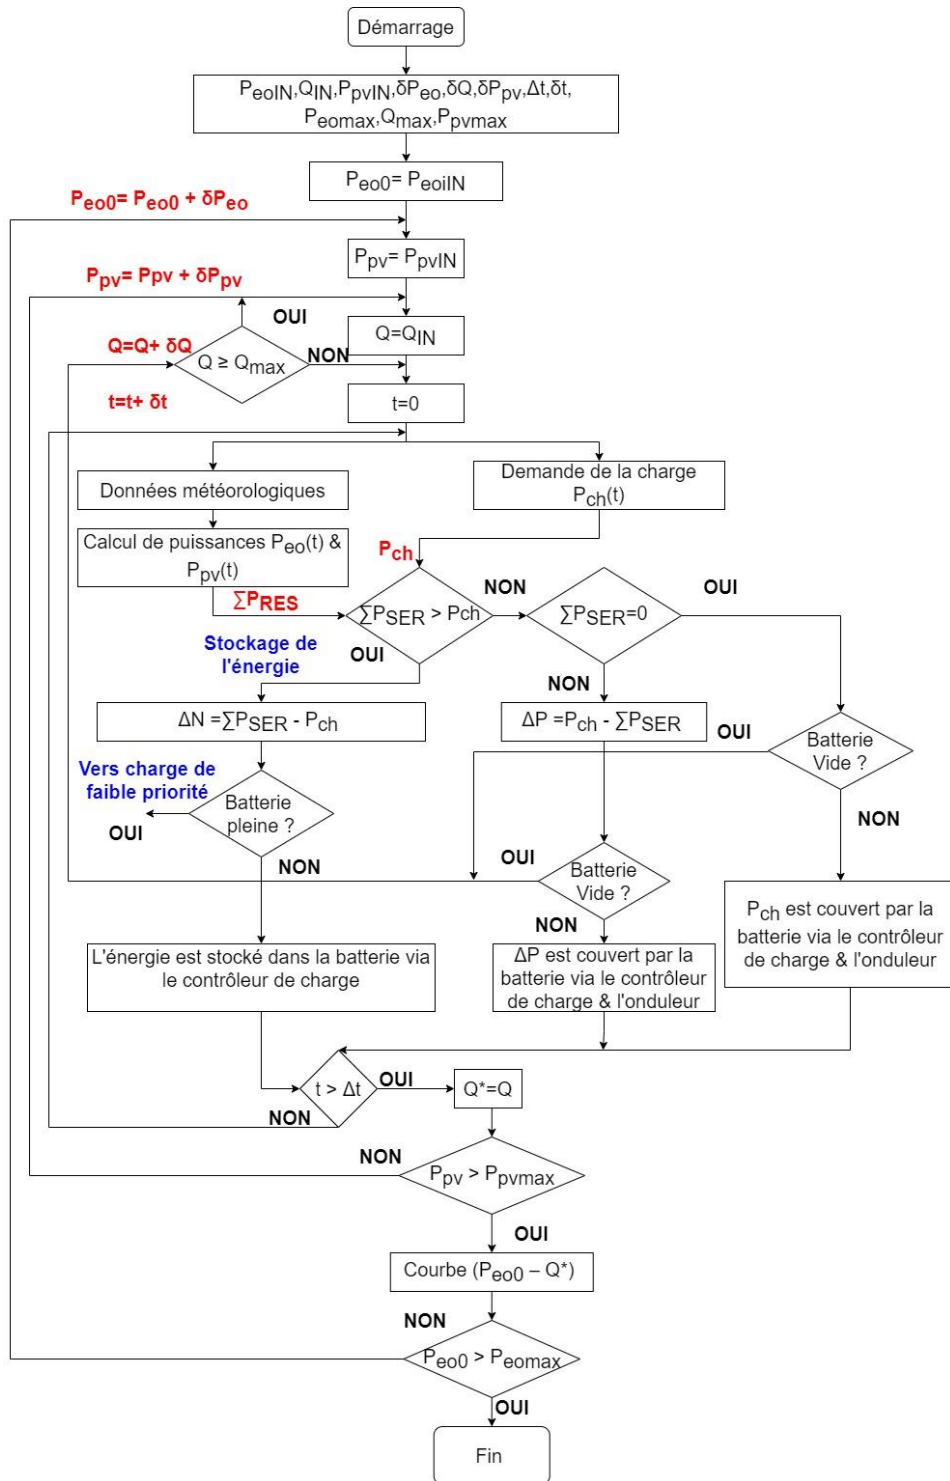 Démarrage
PeoIN,QIN,PpvIN,δPeo,δQ,δPpv,Δt,δt,
Peomax,Qmax,Ppvmax
Peo0= PeoiIN
Peo0= Peo0 + δPeo
Ppv= PpvIN
Ppv= Ppv + δPpv
OUI
Q=QIN
Q=Q+ δQ
Q ≥ Qmax
NON
t=t+ δt
t=0
Données météorologiques
Demande de la charge
Pch(t)
Calcul de puissances Peo(t) &
Ppv(t)
Pch
∑PRES
∑PSER > Pch
NON
∑PSER=0
OUI
Stockage de
l'énergie
OUI
NON
ΔN =∑PSER - Pch
ΔP =Pch - ∑PSER
OUI
Batterie
Vide ?
Vers charge de
faible priorité
Batterie
pleine ?
OUI
NON
NON
OUI
Batterie
Vide ?
NON
L'énergie est stocké dans la batterie via
le contrôleur de charge
ΔP est couvert par la
batterie via le contrôleur
de charge & l'onduleur
Pch est couvert par la
batterie via le contrôleur
de charge & l'onduleur
t > Δt
OUI
Q*=Q
NON
NON
Ppv > Ppvmax
OUI
Courbe (Peo0 – Q*)
NON
Peo0 > Peomax
OUI
Fin